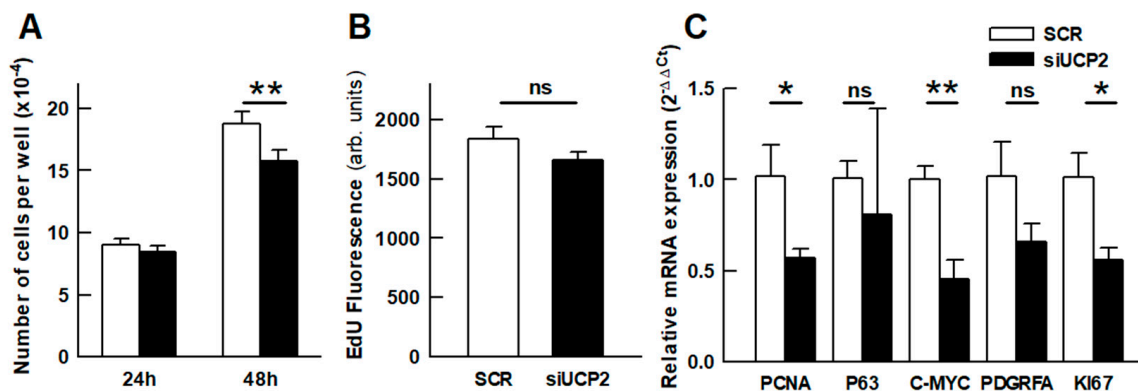 A
Number of cells per well (x10⁻⁴)
20
15
10
5
0
**
24h
48h
B
EdU Fluorescence (arb. units)
2000
1500
1000
500
0
ns
SCR
siUCP2
C
SCR
siUCP2
Relative mRNA expression (2^-ΔΔCt)
1.5
1.0
0.5
0.0
*
ns
**
ns
*
PCNA
P63
C-MYC
PDGRFA
KI67